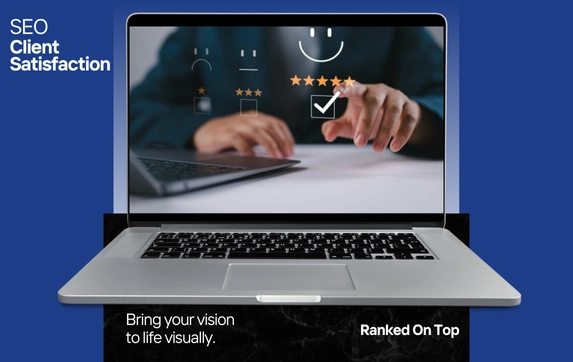 SEO
Client
Satisfaction
Bring your vision
to life visually.
Ranked On Top